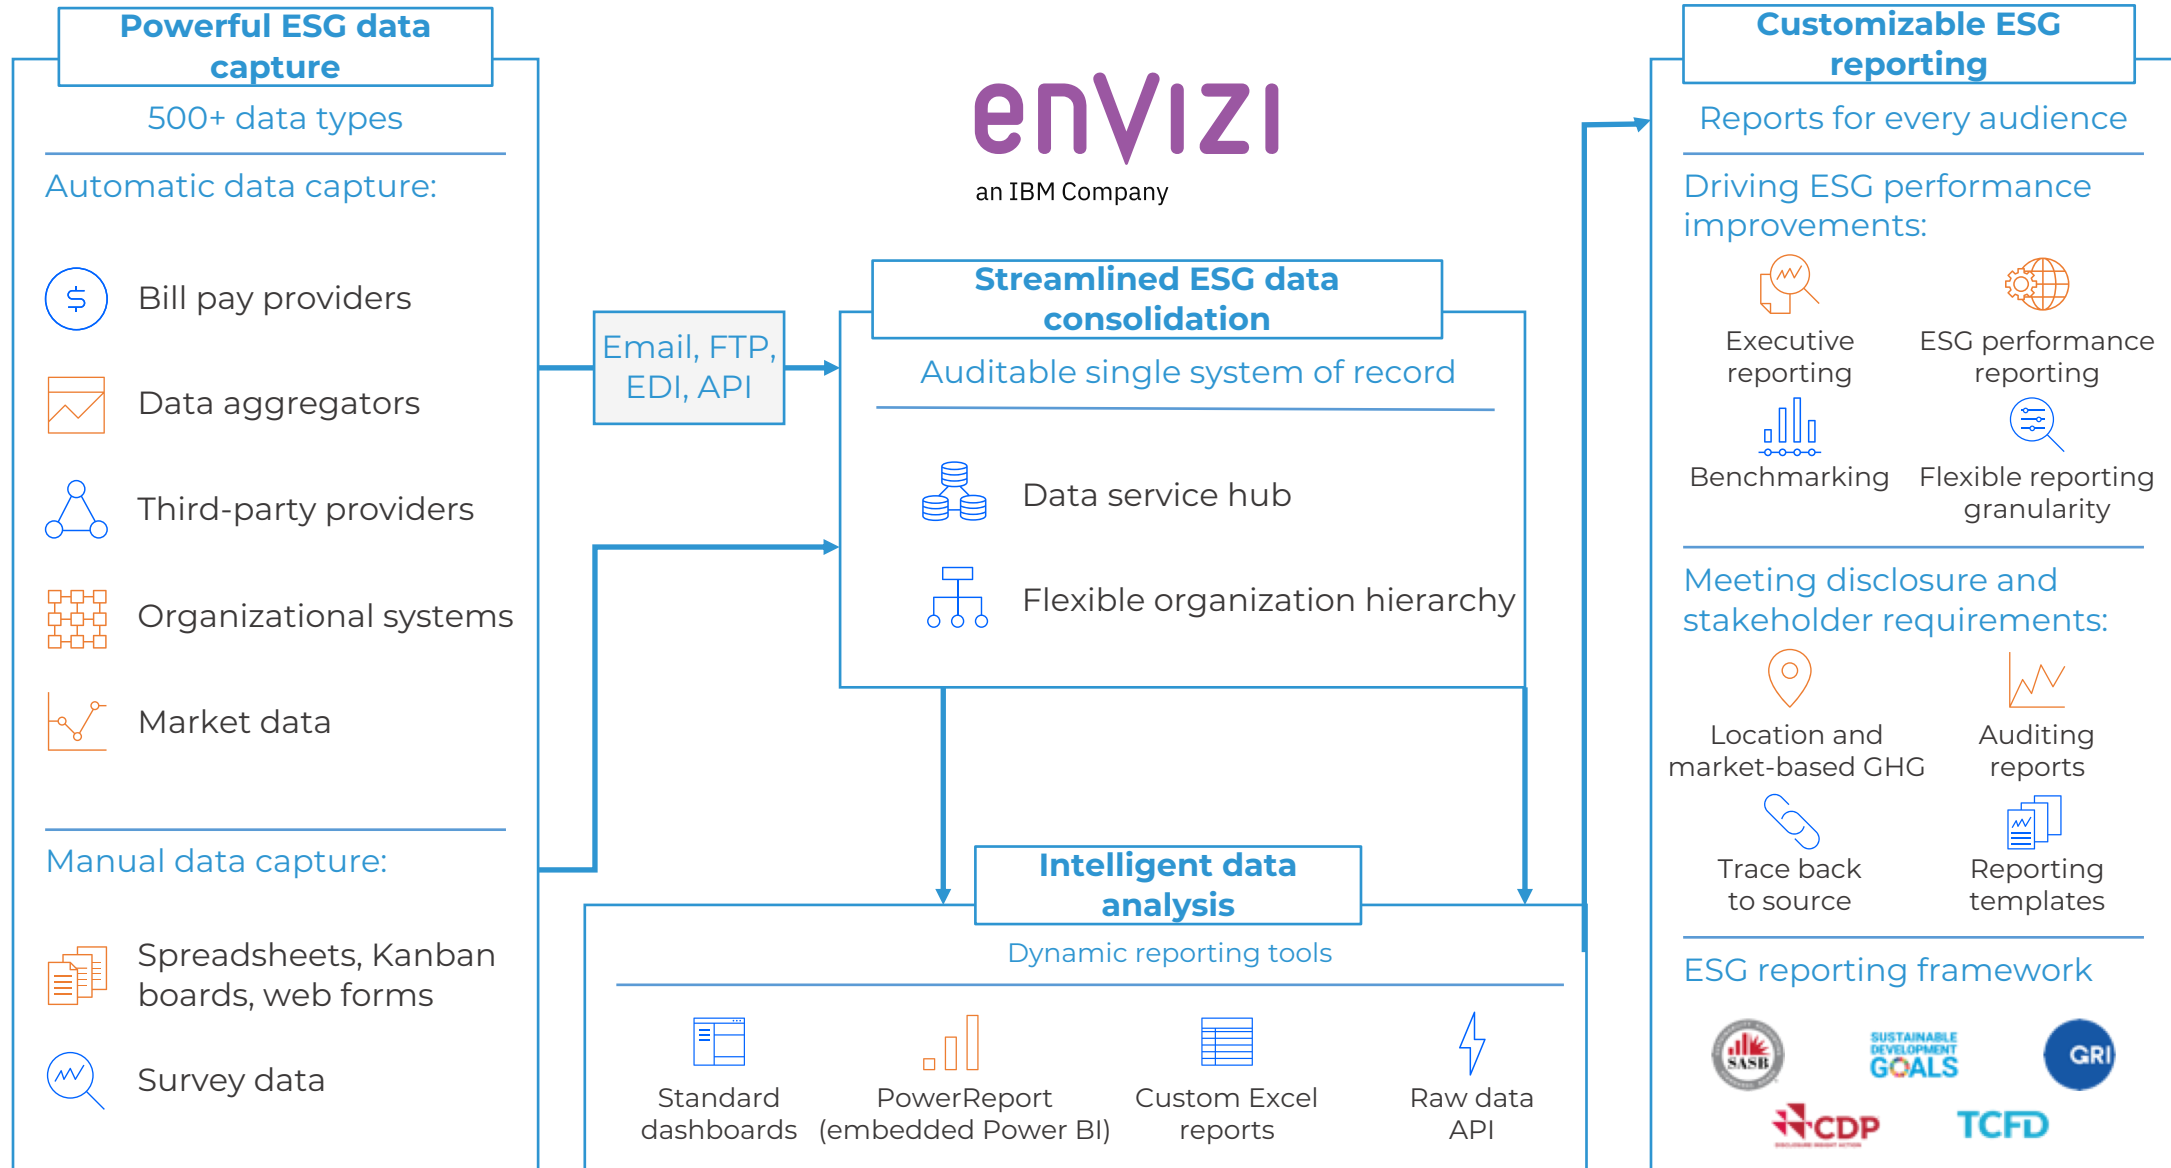 Powerful ESG data
capture
500+ data types
Automatic data capture:
Bill pay providers
Data aggregators
Third-party providers
Organizational systems
Market data
Manual data capture:
Spreadsheets, Kanban
boards, web forms
Survey data
Email, FTP,
EDI, API
enVIZI
an IBM Company
Streamlined ESG data
consolidation
Auditable single system of record
Data service hub
Flexible organization hierarchy
Intelligent data
analysis
Dynamic reporting tools
Standard
dashboards
PowerReport
(embedded Power BI)
Custom Excel
reports
Raw data
API
Customizable ESG
reporting
Reports for every audience
Driving ESG performance
improvements:
Executive
reporting
ESG performance
reporting
Benchmarking
Flexible reporting
granularity
Meeting disclosure and
stakeholder requirements:
Location and
market-based GHG
Auditing
reports
Trace back
to source
Reporting
templates
ESG reporting framework
SASB
SUSTAINABLE
DEVELOPMENT
GOALS
GRI
CDP
DISCLOSURE INSIGHT ACTION
TCFD